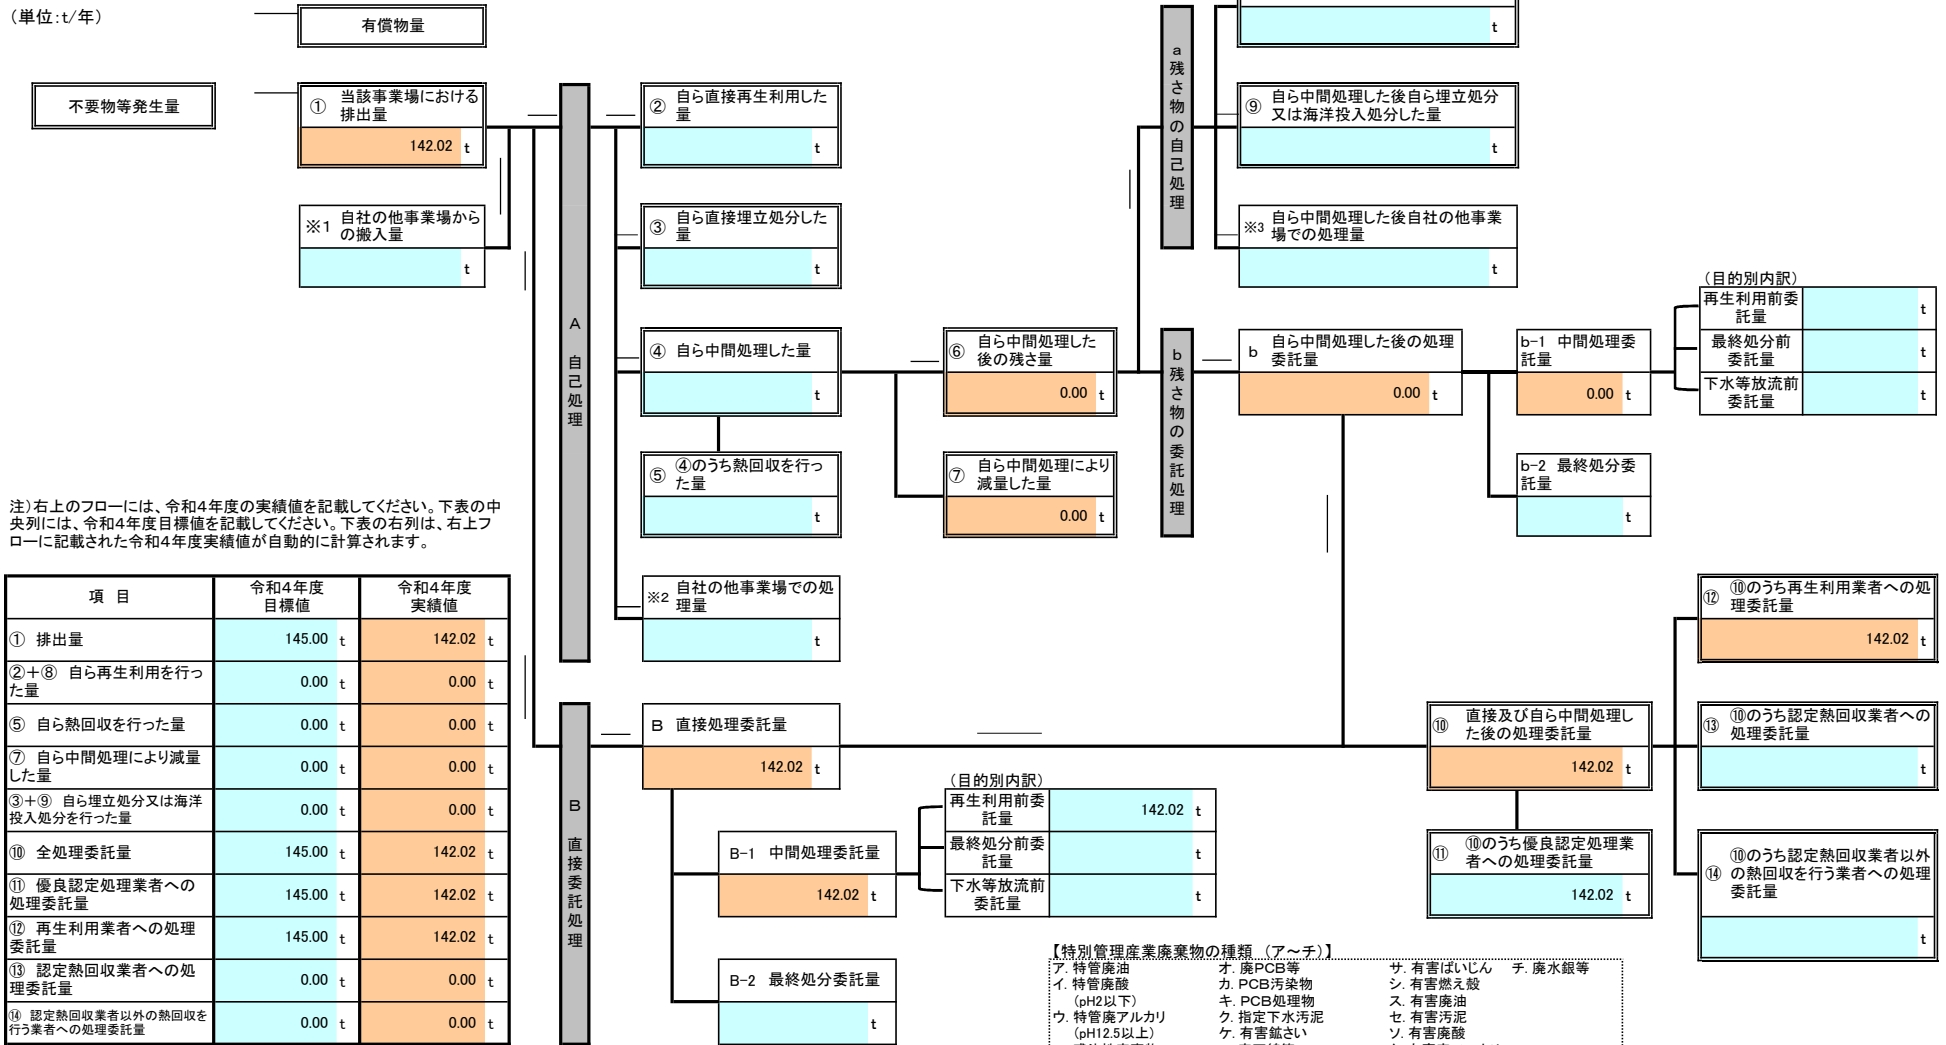 (単位:t/年)
有償物量
不要物等発生量
① 当該事業場における
排出量
142.02 t
※1 自社の他事業場から
の搬入量
t
A 自己処理
② 自ら直接再生利用した
量
t
③ 自ら直接埋立処分した
量
t
④ 自ら中間処理した量
t
⑤ ④のうち熱回収を行っ
た量
t
※2 自社の他事業場での処
理量
t
⑥ 自ら中間処理した
後の残さ量
0.00 t
⑦ 自ら中間処理により
減量した量
0.00 t
a 残さ物の自己処理
t
⑨ 自ら中間処理した後自ら埋立処分
又は海洋投入処分した量
t
※3 自ら中間処理した後自社の他事業
場での処理量
t
b 残さ物の委託処理
b 自ら中間処理した後の処理
委託量
0.00 t
b-1 中間処理委
託量
0.00 t
b-2 最終処分委
託量
t
(目的別内訳)
再生利用前委
託量
t
最終処分前
委託量
t
下水等放流前
委託量
t
注)右上のフローには、令和4年度の実績値を記載してください。下表の中
央列には、令和4年度目標値を記載してください。下表の右列は、右上フ
ローに記載された令和4年度実績値が自動的に計算されます。
項 目 令和4年度 令和4年度
目標値 実績値
① 排出量 145.00 t 142.02 t
②+⑧ 自ら再生利用を行っ
た量 0.00 t 0.00 t
⑤ 自ら熱回収を行った量 0.00 t 0.00 t
⑦ 自ら中間処理により減量
した量 0.00 t 0.00 t
③+⑨ 自ら埋立処分又は海洋
投入処分を行った量 0.00 t 0.00 t
⑩ 全処理委託量 145.00 t 142.02 t
⑪ 優良認定処理業者への
処理委託量 145.00 t 142.02 t
⑫ 再生利用業者への処理
委託量 145.00 t 142.02 t
⑬ 認定熱回収業者への処
理委託量 0.00 t 0.00 t
⑭ 認定熱回収業者以外の熱回収を
行う業者への処理委託量 0.00 t 0.00 t
B 直接委託処理
B 直接処理委託量
142.02 t
B-1 中間処理委託量
142.02 t
B-2 最終処分委託量
t
(目的別内訳)
再生利用前委
託量
142.02 t
最終処分前委
託量
t
下水等放流前
委託量
t
⑩ 直接及び自ら中間処理し
た後の処理委託量
142.02 t
⑪ ⑩のうち優良認定処理業
者への処理委託量
142.02 t
⑫ ⑩のうち再生利用業者への処
理委託量
142.02 t
⑬ ⑩のうち認定熱回収業者への
処理委託量
t
⑭ ⑩のうち認定熱回収業者以外
の熱回収を行う業者への処理
委託量
t
【特別管理産業廃棄物の種類 (ア~チ)】
ア. 特管廃油 オ. 廃PCB等 サ. 有害ばいじん チ. 廃水銀等
イ. 特管廃酸 カ. PCB汚染物 シ. 有害燃え殻
(pH2以下) キ. PCB処理物 ス. 有害廃油
ウ. 特管廃アルカリ ク. 指定下水汚泥 セ. 有害汚泥
(pH12.5以上) ケ. 有害鉱さい ソ. 有害廃酸